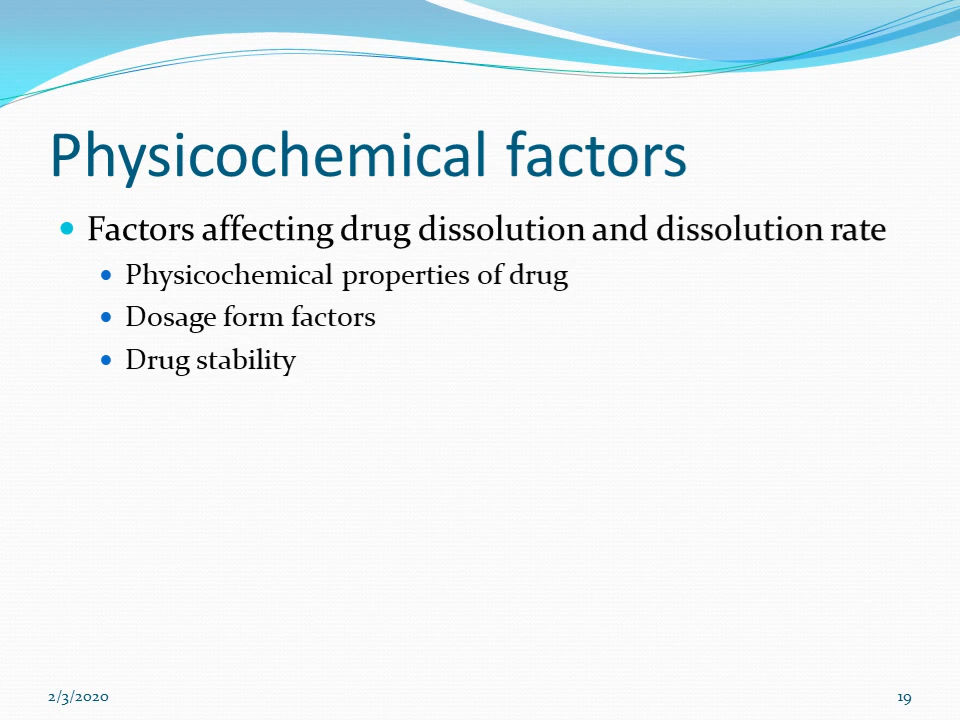 Physicochemical factors
Factors affecting drug dissolution and dissolution rate
Physicochemical properties of drug
Dosage form factors
Drug stability
2/3/2020
19